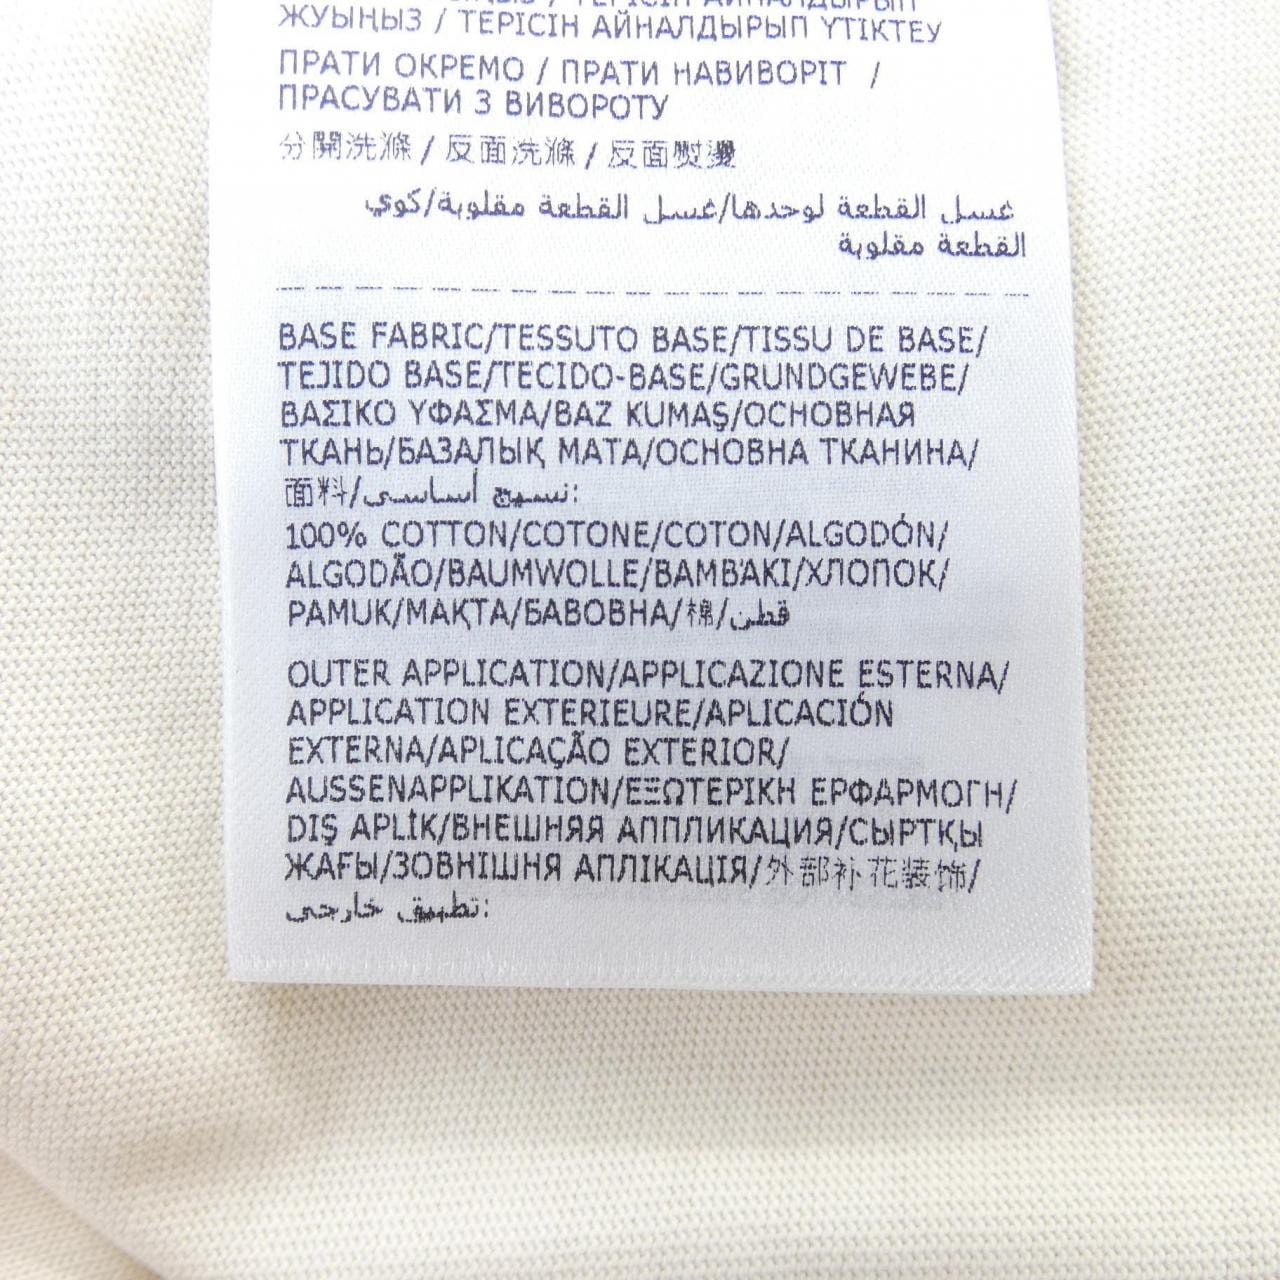 ЖУЫҢЫЗ / ТЕРІСІН АЙНАЛДЫРЫП ҮТІКТЕУ
ПРАТИ ОКРЕМО / ПРАТИ НАВИВОРІТ /
ПРАСУВАТИ З ВИВОРОТУ
分開洗滌 / 反面洗滌 / 反面熨燙
غسل القطعة لوحدها/غسل القطعة مقلوبة/كوي
القطعة مقلوبة
BASE FABRIC/TESSUTO BASE/TISSU DE BASE/
TEJIDO BASE/TECIDO-BASE/GRUNDGEWEBE/
ΒΑΣΙΚΟ ΥΦΑΣΜΑ/BAZ KUMAŞ/ОСНОВНАЯ
ТКАНЬ/БАЗАЛЫҚ МАТА/ОСНОВНА ТКАНИНА/
面料/نسيج أساسي:
100% COTTON/COTONE/COTON/ALGODÓN/
ALGODÃO/BAUMWOLLE/ΒΑΜΒΆΚΙ/ХЛОПОК/
PAMUK/МАҚТА/БАВОВНА/棉/قطن
OUTER APPLICATION/APPLICAZIONE ESTERNA/
APPLICATION EXTERIEURE/APLICACIÓN
EXTERNA/APLICAÇÃO EXTERIOR/
AUSSENAPPLIKATION/ΕΞΩΤΕΡΙΚΗ ΕΡΦΑΡΜΟΓΗ/
DIŞ APLİK/ВНЕШНЯЯ АППЛИКАЦИЯ/СЫРТҚЫ
ЖАҒЫ/ЗОВНІШНЯ АПЛІКАЦІЯ/外部补花装饰/
تطبيق خارجي: